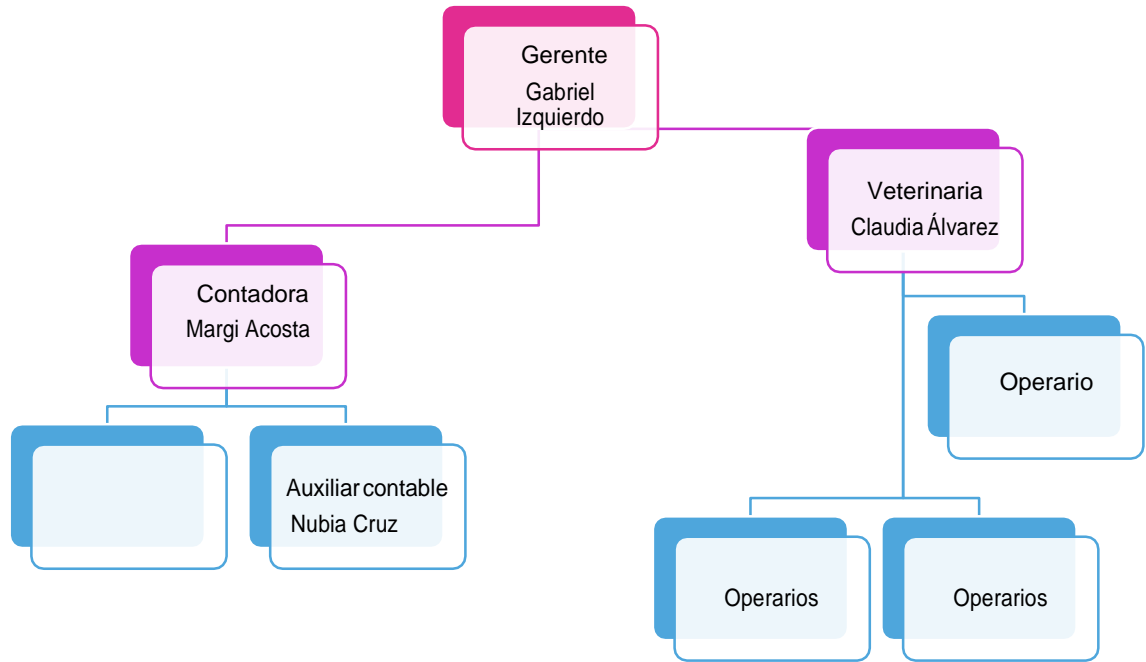 Gerente
Gabriel
Izquierdo
Veterinaria
Claudia Álvarez
Contadora
Margi Acosta
Operario
Auxiliar contable
Nubia Cruz
Operarios
Operarios